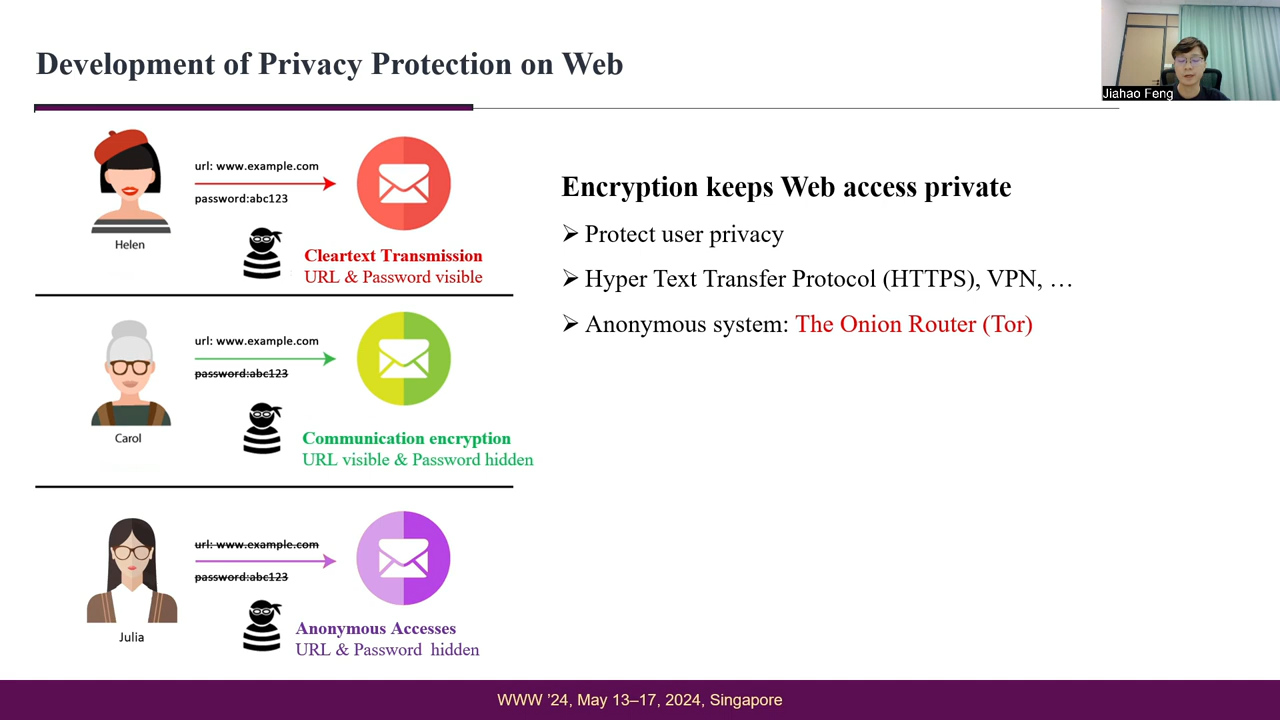 Development of Privacy Protection on Web
Jiahao Feng
url: www.example.com
password:abc123
Helen
Cleartext Transmission
URL & Password visible
url: www.example.com
password:abc123
Carol
Communication encryption
URL visible & Password hidden
url: www.example.com
password:abc123
Julia
Anonymous Accesses
URL & Password hidden
Encryption keeps Web access private
➢ Protect user privacy
➢ Hyper Text Transfer Protocol (HTTPS), VPN, …
➢ Anonymous system: The Onion Router (Tor)
WWW ’24, May 13–17, 2024, Singapore